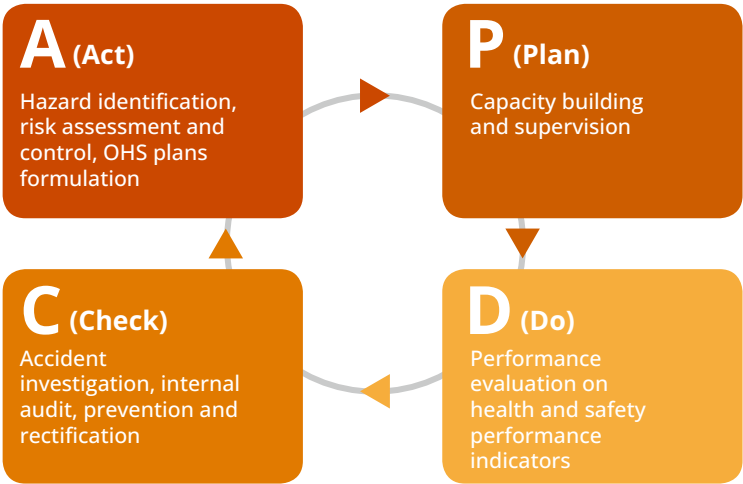 A (Act)
Hazard identification,
risk assessment and
control, OHS plans
formulation
P (Plan)
Capacity building
and supervision
C (Check)
Accident
investigation, internal
audit, prevention and
rectification
D (Do)
Performance
evaluation on
health and safety
performance
indicators